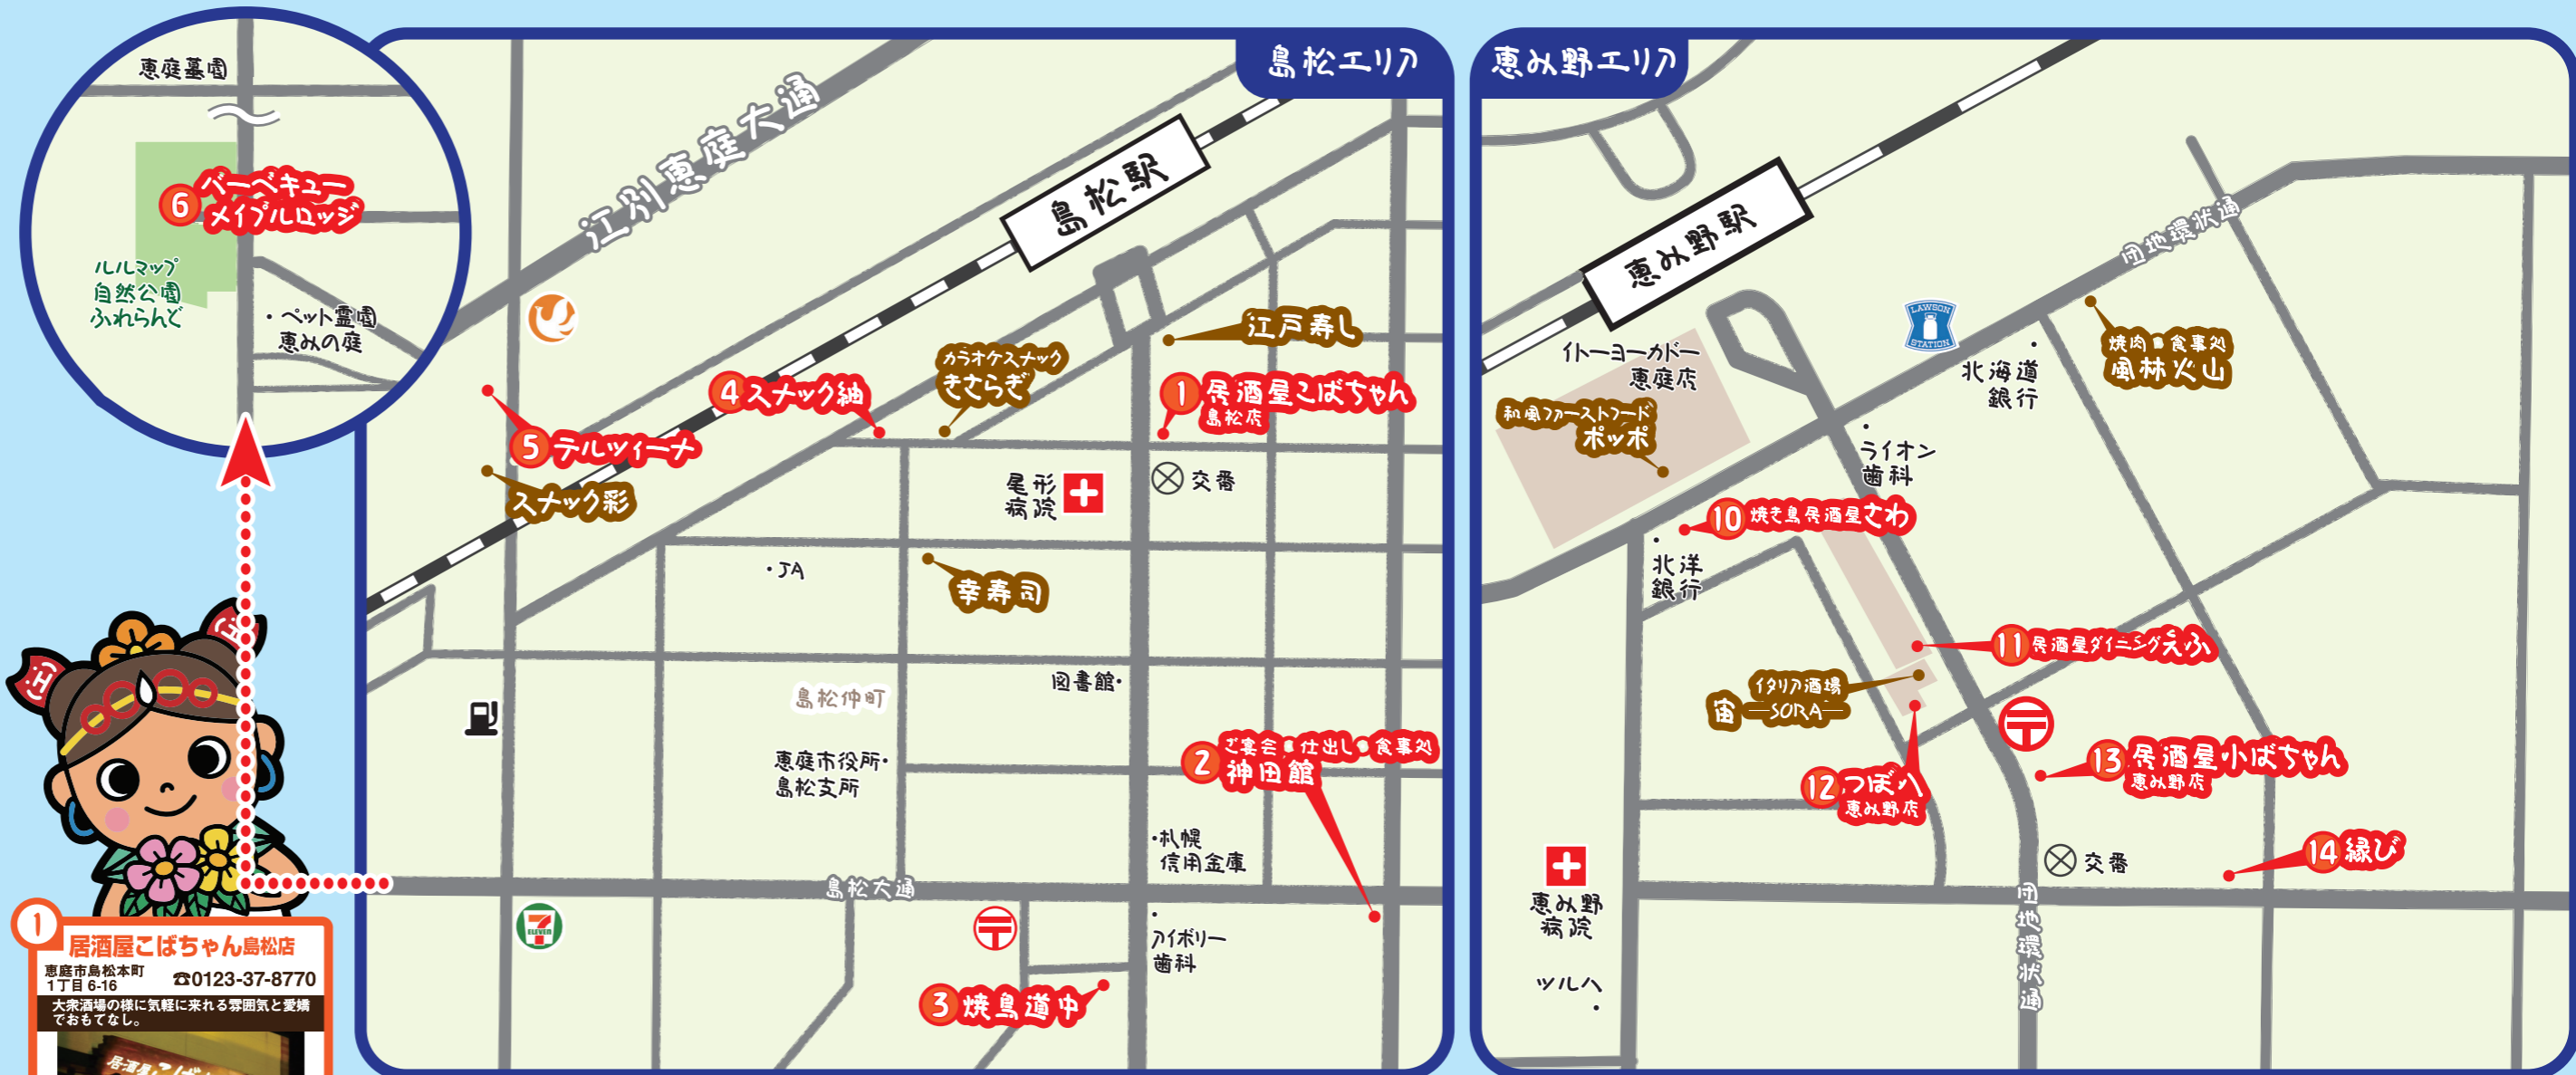 恵庭墓園
6
バーベキュー
メイプルロッジ
ルルマップ
自然公園
ふれらんど
・ペット霊園
恵みの庭
島松エリア
江別恵庭大通
島松駅
江戸寿し
カラオケスナック
きさらぎ
4 スナック紬
1 居酒屋こばちゃん
島松店
5 テルツィーナ
スナック彩
尾形
病院
交番
・JA
幸寿司
図書館・
島松仲町
恵庭市役所・
島松支所
2
ご宴会■仕出し■食事処
神田館
・札幌
信用金庫
島松大通
7
ELEVEN
・
アイボリー
歯科
3 焼鳥道中
恵み野エリア
恵み野駅
団地環状通
LAWSON
STATION
イトーヨーカドー
恵庭店
北海道
銀行
焼肉■食事処
風林火山
和風ファーストフード
ポッポ
ライオン
歯科
10 焼き鳥居酒屋さわ
北洋
銀行
11 居酒屋ダイニングえふ
イタリア酒場
宙―SORA―
12 つぼ八
恵み野店
13 居酒屋小ばちゃん
恵み野店
14 縁び
交番
恵み野
病院
団地環状通
ツルハ
1
居酒屋こばちゃん島松店
恵庭市島松本町
1丁目 6-16
☎0123-37-8770
大衆酒場の様に気軽に来れる雰囲気と愛嬌
でおもてなし。